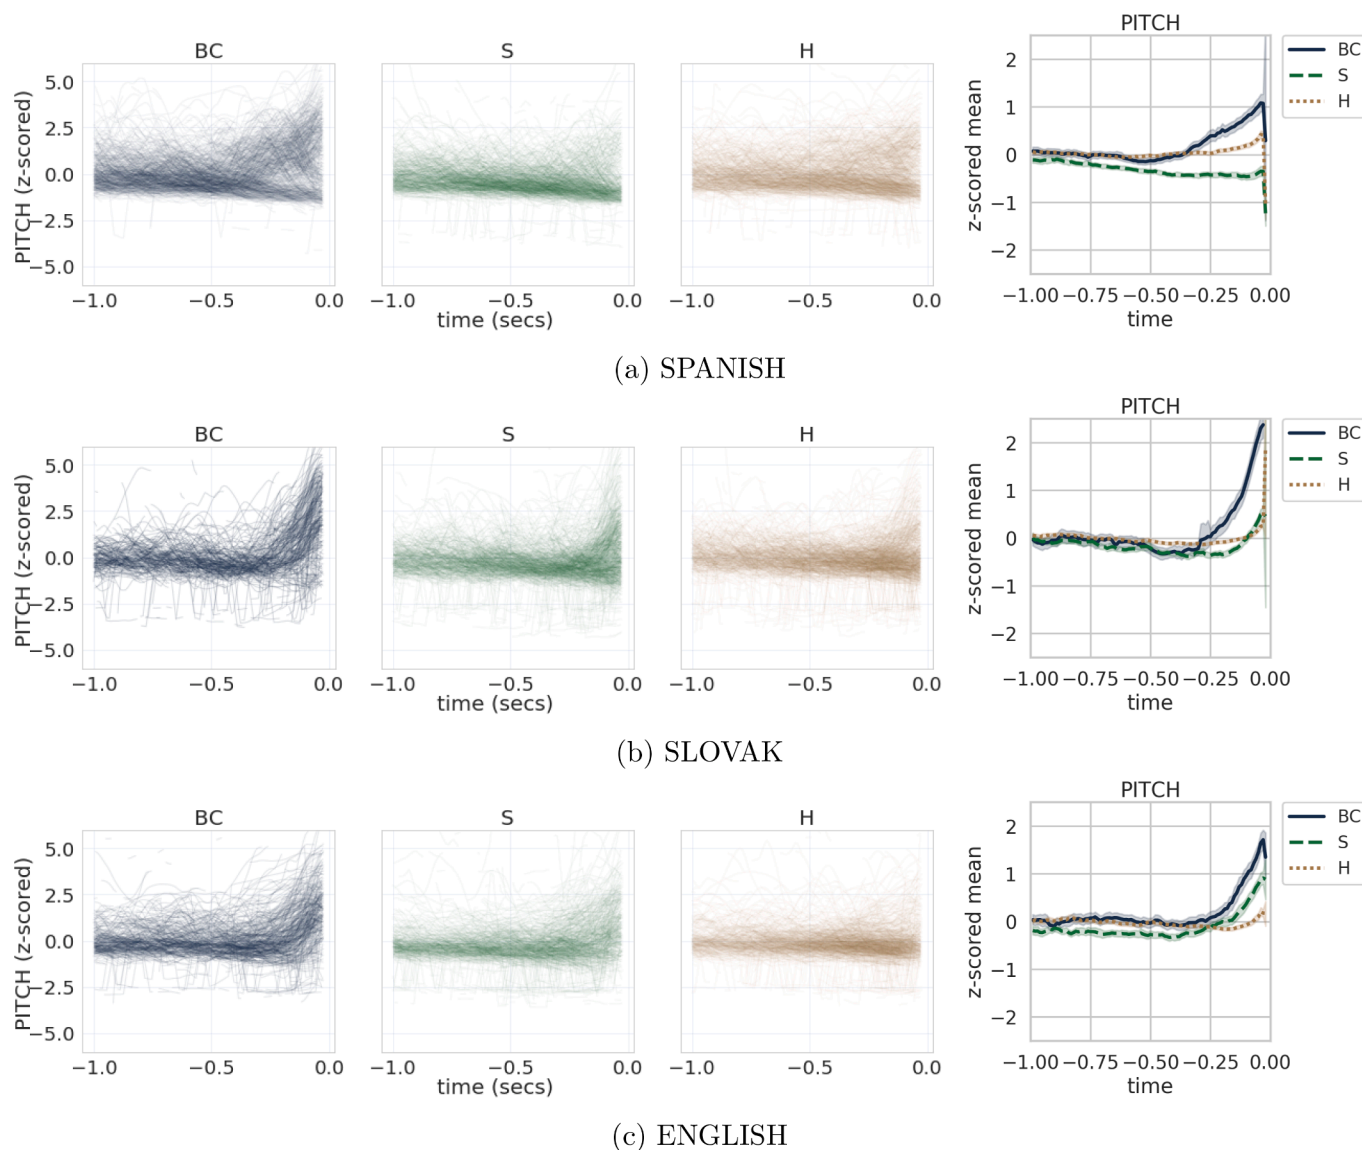 BC S H PITCH
PITCH (z-scored)
5.0
2.5
0.0
−2.5
−5.0
−1.0 −0.5 0.0 −1.0 −0.5 0.0 −1.0 −0.5 0.0
time (secs)
z-scored mean
2
1
0
−1
−2
−1.00 −0.75 −0.50 −0.25 0.00
time
BC
S
H
(a) SPANISH
BC S H PITCH
PITCH (z-scored)
5.0
2.5
0.0
−2.5
−5.0
−1.0 −0.5 0.0 −1.0 −0.5 0.0 −1.0 −0.5 0.0
time (secs)
z-scored mean
2
1
0
−1
−2
−1.00 −0.75 −0.50 −0.25 0.00
time
BC
S
H
(b) SLOVAK
BC S H PITCH
PITCH (z-scored)
5.0
2.5
0.0
−2.5
−5.0
−1.0 −0.5 0.0 −1.0 −0.5 0.0 −1.0 −0.5 0.0
time (secs)
z-scored mean
2
1
0
−1
−2
−1.00 −0.75 −0.50 −0.25 0.00
time
BC
S
H
(c) ENGLISH